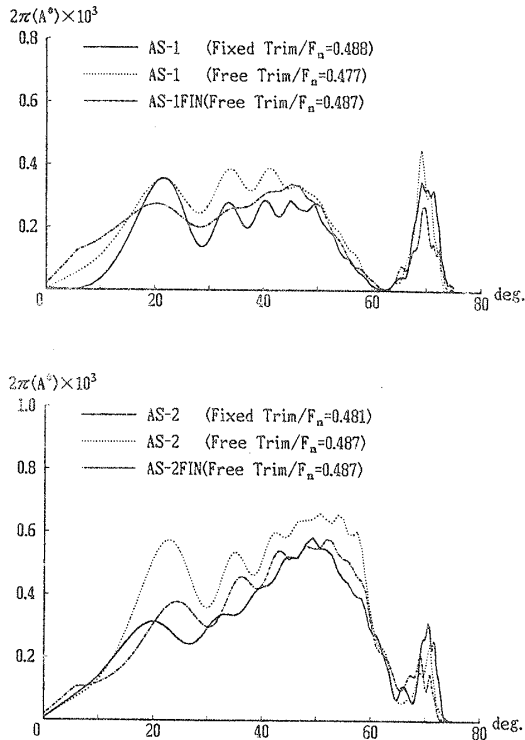 2π(A*)×10³
0.8
AS-1 (Fixed Trim/Fn=0.488)
AS-1 (Free Trim/Fn=0.477)
AS-1FIN(Free Trim/Fn=0.487)
0.6
0.4
0.2
0 20 40 60 80 deg.
2π(A*)×10³
1.0
AS-2 (Fixed Trim/Fn=0.481)
AS-2 (Free Trim/Fn=0.487)
AS-2FIN(Free Trim/Fn=0.487)
0.8
0.6
0.4
0.2
0 20 40 60 80 deg.